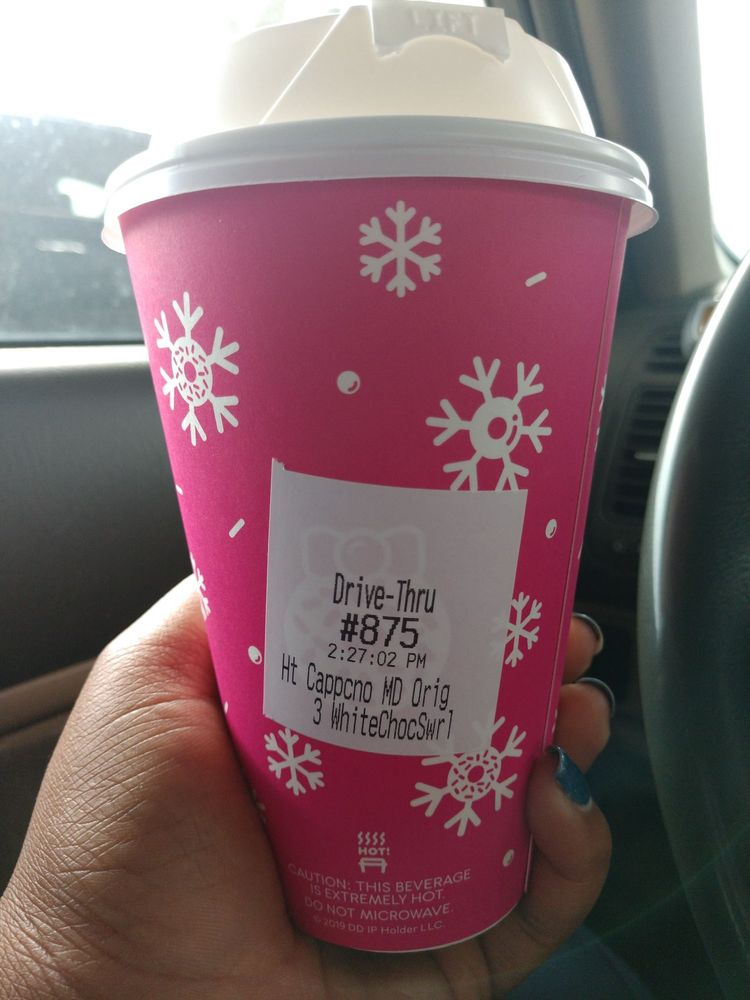 LIFT
Drive-Thru
#875
2:27:02 PM
Ht Cappcno MD Orig
3 WhiteChocSwrl
HOT!
CAUTION: THIS BEVERAGE
IS EXTREMELY HOT.
DO NOT MICROWAVE.
© 2019 DD IP Holder LLC.